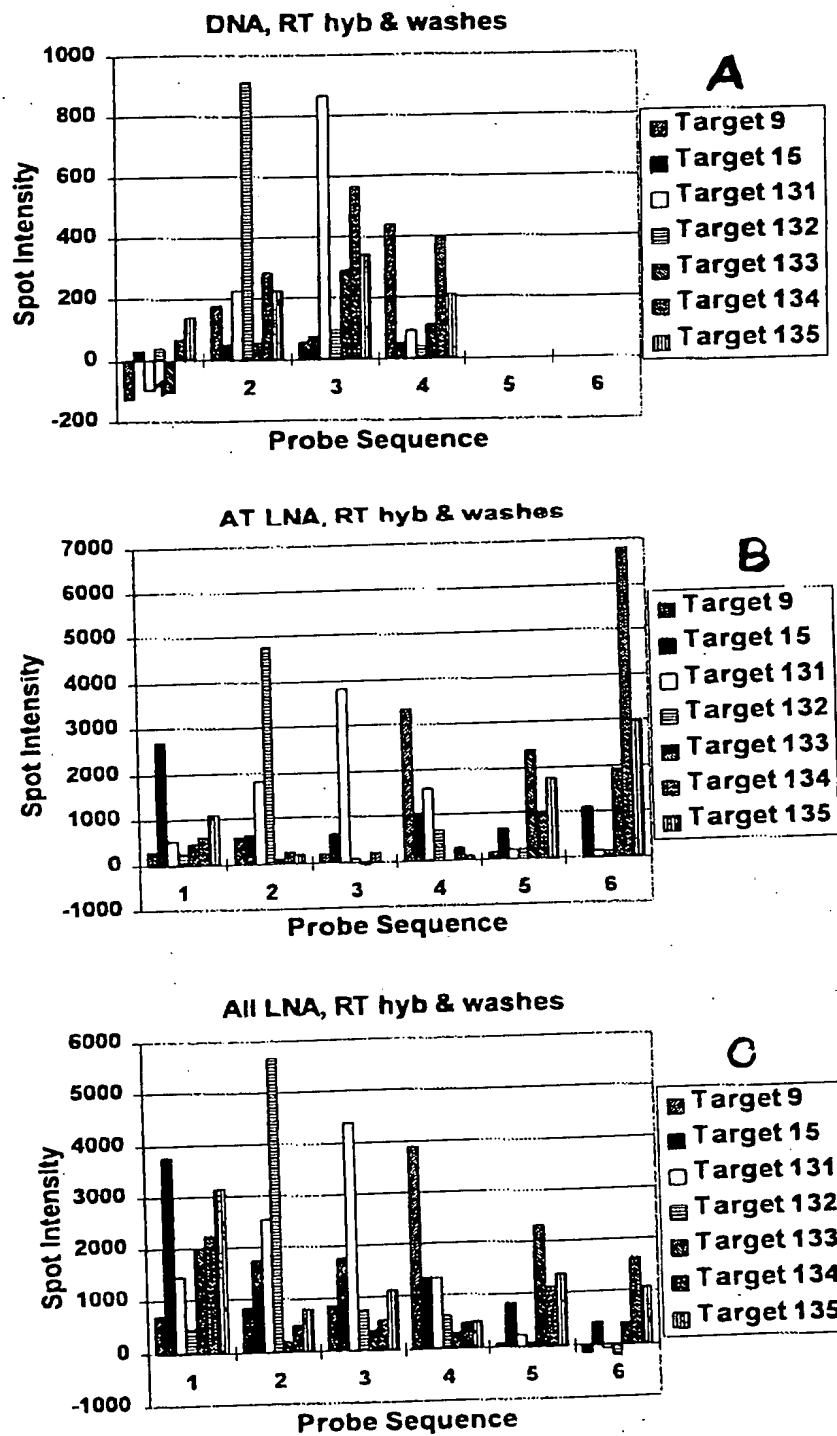 DNA, RT hyb & washes
A
1000
800
600
400
200
0
-200
Spot Intensity
2
3
4
5
6
Probe Sequence
Target 9
Target 15
Target 131
Target 132
Target 133
Target 134
Target 135
AT LNA, RT hyb & washes
B
7000
6000
5000
4000
3000
2000
1000
0
-1000
Spot Intensity
1
2
3
4
5
6
Probe Sequence
Target 9
Target 15
Target 131
Target 132
Target 133
Target 134
Target 135
All LNA, RT hyb & washes
C
6000
5000
4000
3000
2000
1000
0
-1000
Spot Intensity
1
2
3
4
5
6
Probe Sequence
Target 9
Target 15
Target 131
Target 132
Target 133
Target 134
Target 135